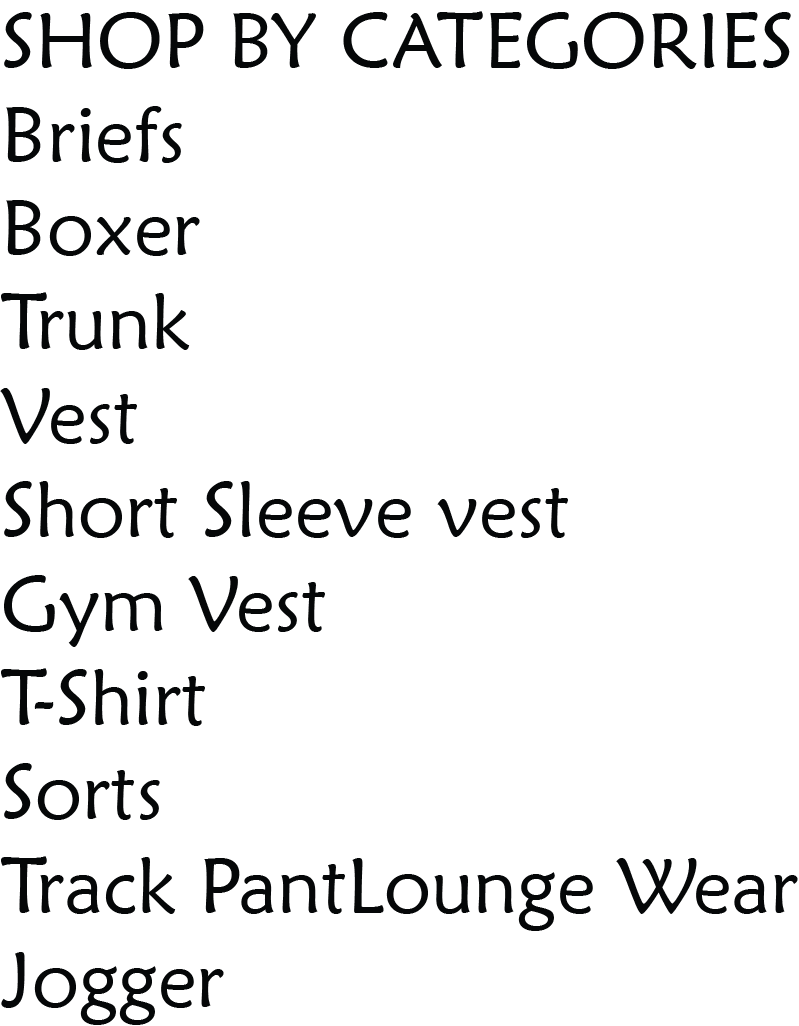 SHOP BY CATEGORIES
Briefs
Boxer
Trunk
Vest
Short Sleeve vest
Gym Vest
T-Shirt
Sorts
Track PantLounge Wear
Jogger